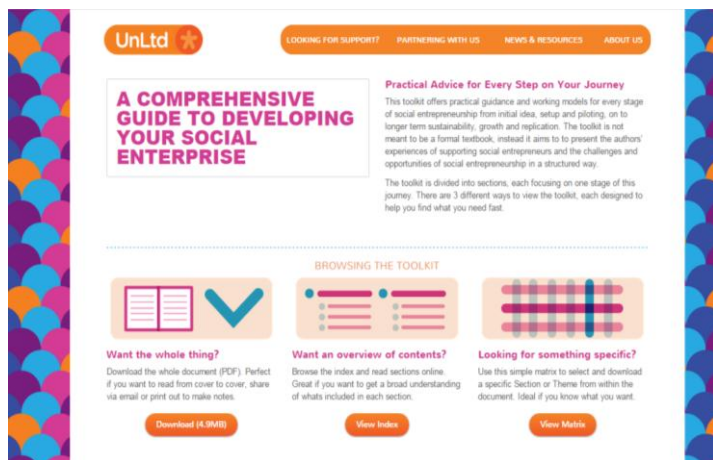 UnLtd
LOOKING FOR SUPPORT? PARTNERING WITH US NEWS & RESOURCES ABOUT US
A COMPREHENSIVE
GUIDE TO DEVELOPING
YOUR SOCIAL
ENTERPRISE
Practical Advice for Every Step on Your Journey
This toolkit offers practical guidance and working models for every stage
of social entrepreneurship from initial idea, setup and piloting, on to
longer term sustainability, growth and replication. The toolkit is not
meant to be a formal textbook, instead it aims to to present the authors'
experiences of supporting social entrepreneurs and the challenges and
opportunities of social entrepreneurship in a structured way.
The toolkit is divided into sections, each focusing on one stage of this
journey. There are 3 different ways to view the toolkit, each designed to
help you find what you need fast.
BROWSING THE TOOLKIT
Want the whole thing?
Download the whole document (PDF). Perfect
if you want to read from cover to cover, share
via email or print out to make notes.
Download (4.9MB)
Want an overview of contents?
Browse the index and read sections online.
Great if you want to get a broad understanding
of whats included in each section.
View Index
Looking for something specific?
Use this simple matrix to select and download
a specific Section or Theme from within the
document. Ideal if you know what you want.
View Matrix